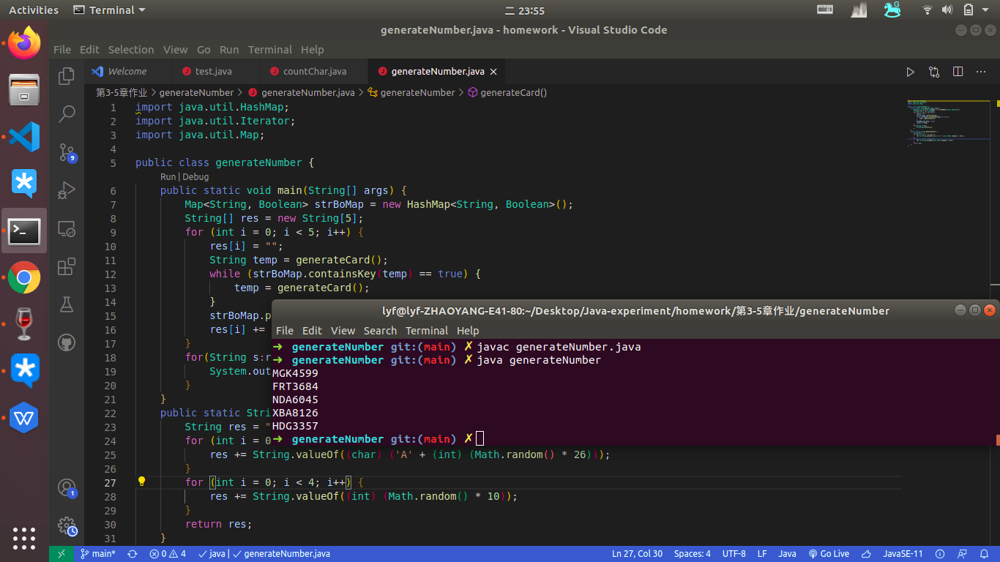 Activities
Terminal
二 23:55
generateNumber.java - homework - Visual Studio Code
File Edit Selection View Go Run Terminal Help
Welcome
test.java
countChar.java
generateNumber.java
第3-5章作业 > generateNumber > generateNumber.java > generateNumber > generateCard()
1 import java.util.HashMap;
2 import java.util.Iterator;
3 import java.util.Map;
4
5 public class generateNumber {
Run | Debug
6 public static void main(String[] args) {
7 Map<String, Boolean> strBoMap = new HashMap<String, Boolean>();
8 String[] res = new String[5];
9 for (int i = 0; i < 5; i++) {
10 res[i] = "";
11 String temp = generateCard();
12 while (strBoMap.containsKey(temp) == true) {
13 temp = generateCard();
14 }
15 strBoMap.p
16 res[i] +=
17 }
18 for(String s:r
19 System.out
20 }
21 }
22 public static Stri
23 String res = "
24 for (int i = 0
25 res += String.valueOf((char) ('A' + (int) (Math.random() * 26)));
26 }
27 for (int i = 0; i < 4; i++) {
28 res += String.valueOf((int) (Math.random() * 10));
29 }
30 return res;
31 }
lyf@lyf-ZHAOYANG-E41-80:~/Desktop/Java-experiment/homework/第3-5章作业/generateNumber
File Edit View Search Terminal Help
➜ generateNumber git:(main) ✗ javac generateNumber.java
➜ generateNumber git:(main) ✗ java generateNumber
MGK4599
FRT3684
NDA6045
XBA8126
HDG3357
➜ generateNumber git:(main) ✗
9
1
main*
0
4
java
generateNumber.java
Ln 27, Col 30
Spaces: 4
UTF-8
LF
Java
Go Live
JavaSE-11